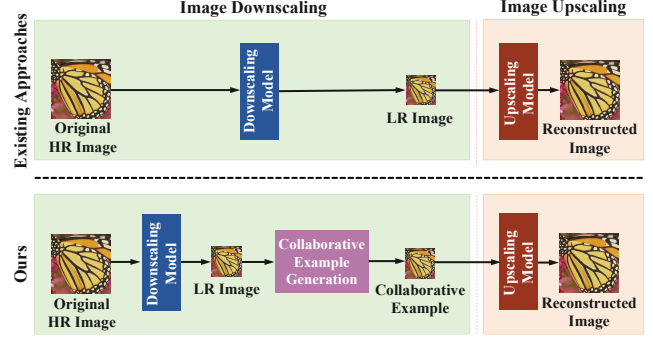 Image Downscaling
Image Upscaling
Existing Approaches
Original
HR Image
Downscaling
Model
LR Image
Upscaling
Model
Reconstructed
Image
Ours
Original
HR Image
Downscaling
Model
LR Image
Collaborative
Example
Generation
Collaborative
Example
Upscaling
Model
Reconstructed
Image